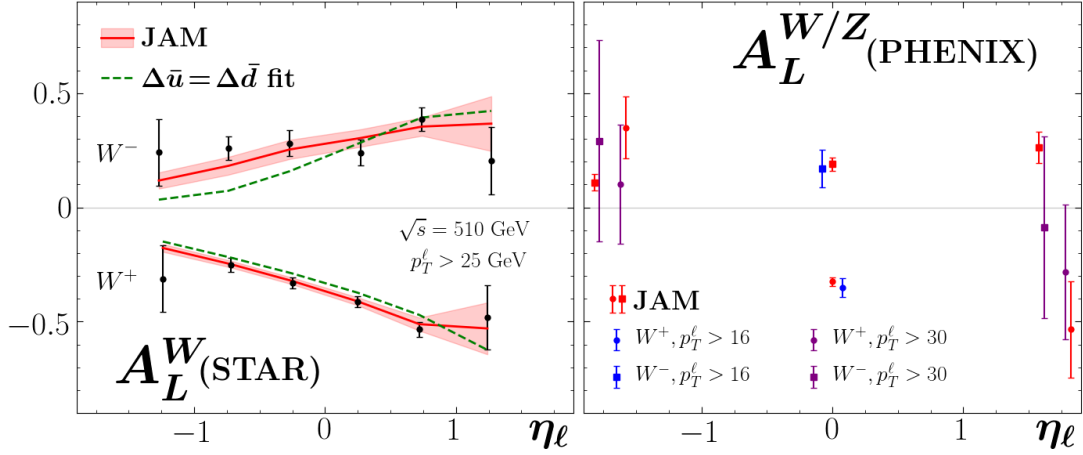 JAM
Δū = Δd̄ fit
W⁻
√s = 510 GeV
p_T^ℓ > 25 GeV
W⁺
A_L^W (STAR)
0.5
0
−0.5
−1
0
1
η_ℓ
A_L^{W/Z} (PHENIX)
JAM
W⁺, p_T^ℓ > 16
W⁺, p_T^ℓ > 30
W⁻, p_T^ℓ > 16
W⁻, p_T^ℓ > 30
−1
0
1
η_ℓ